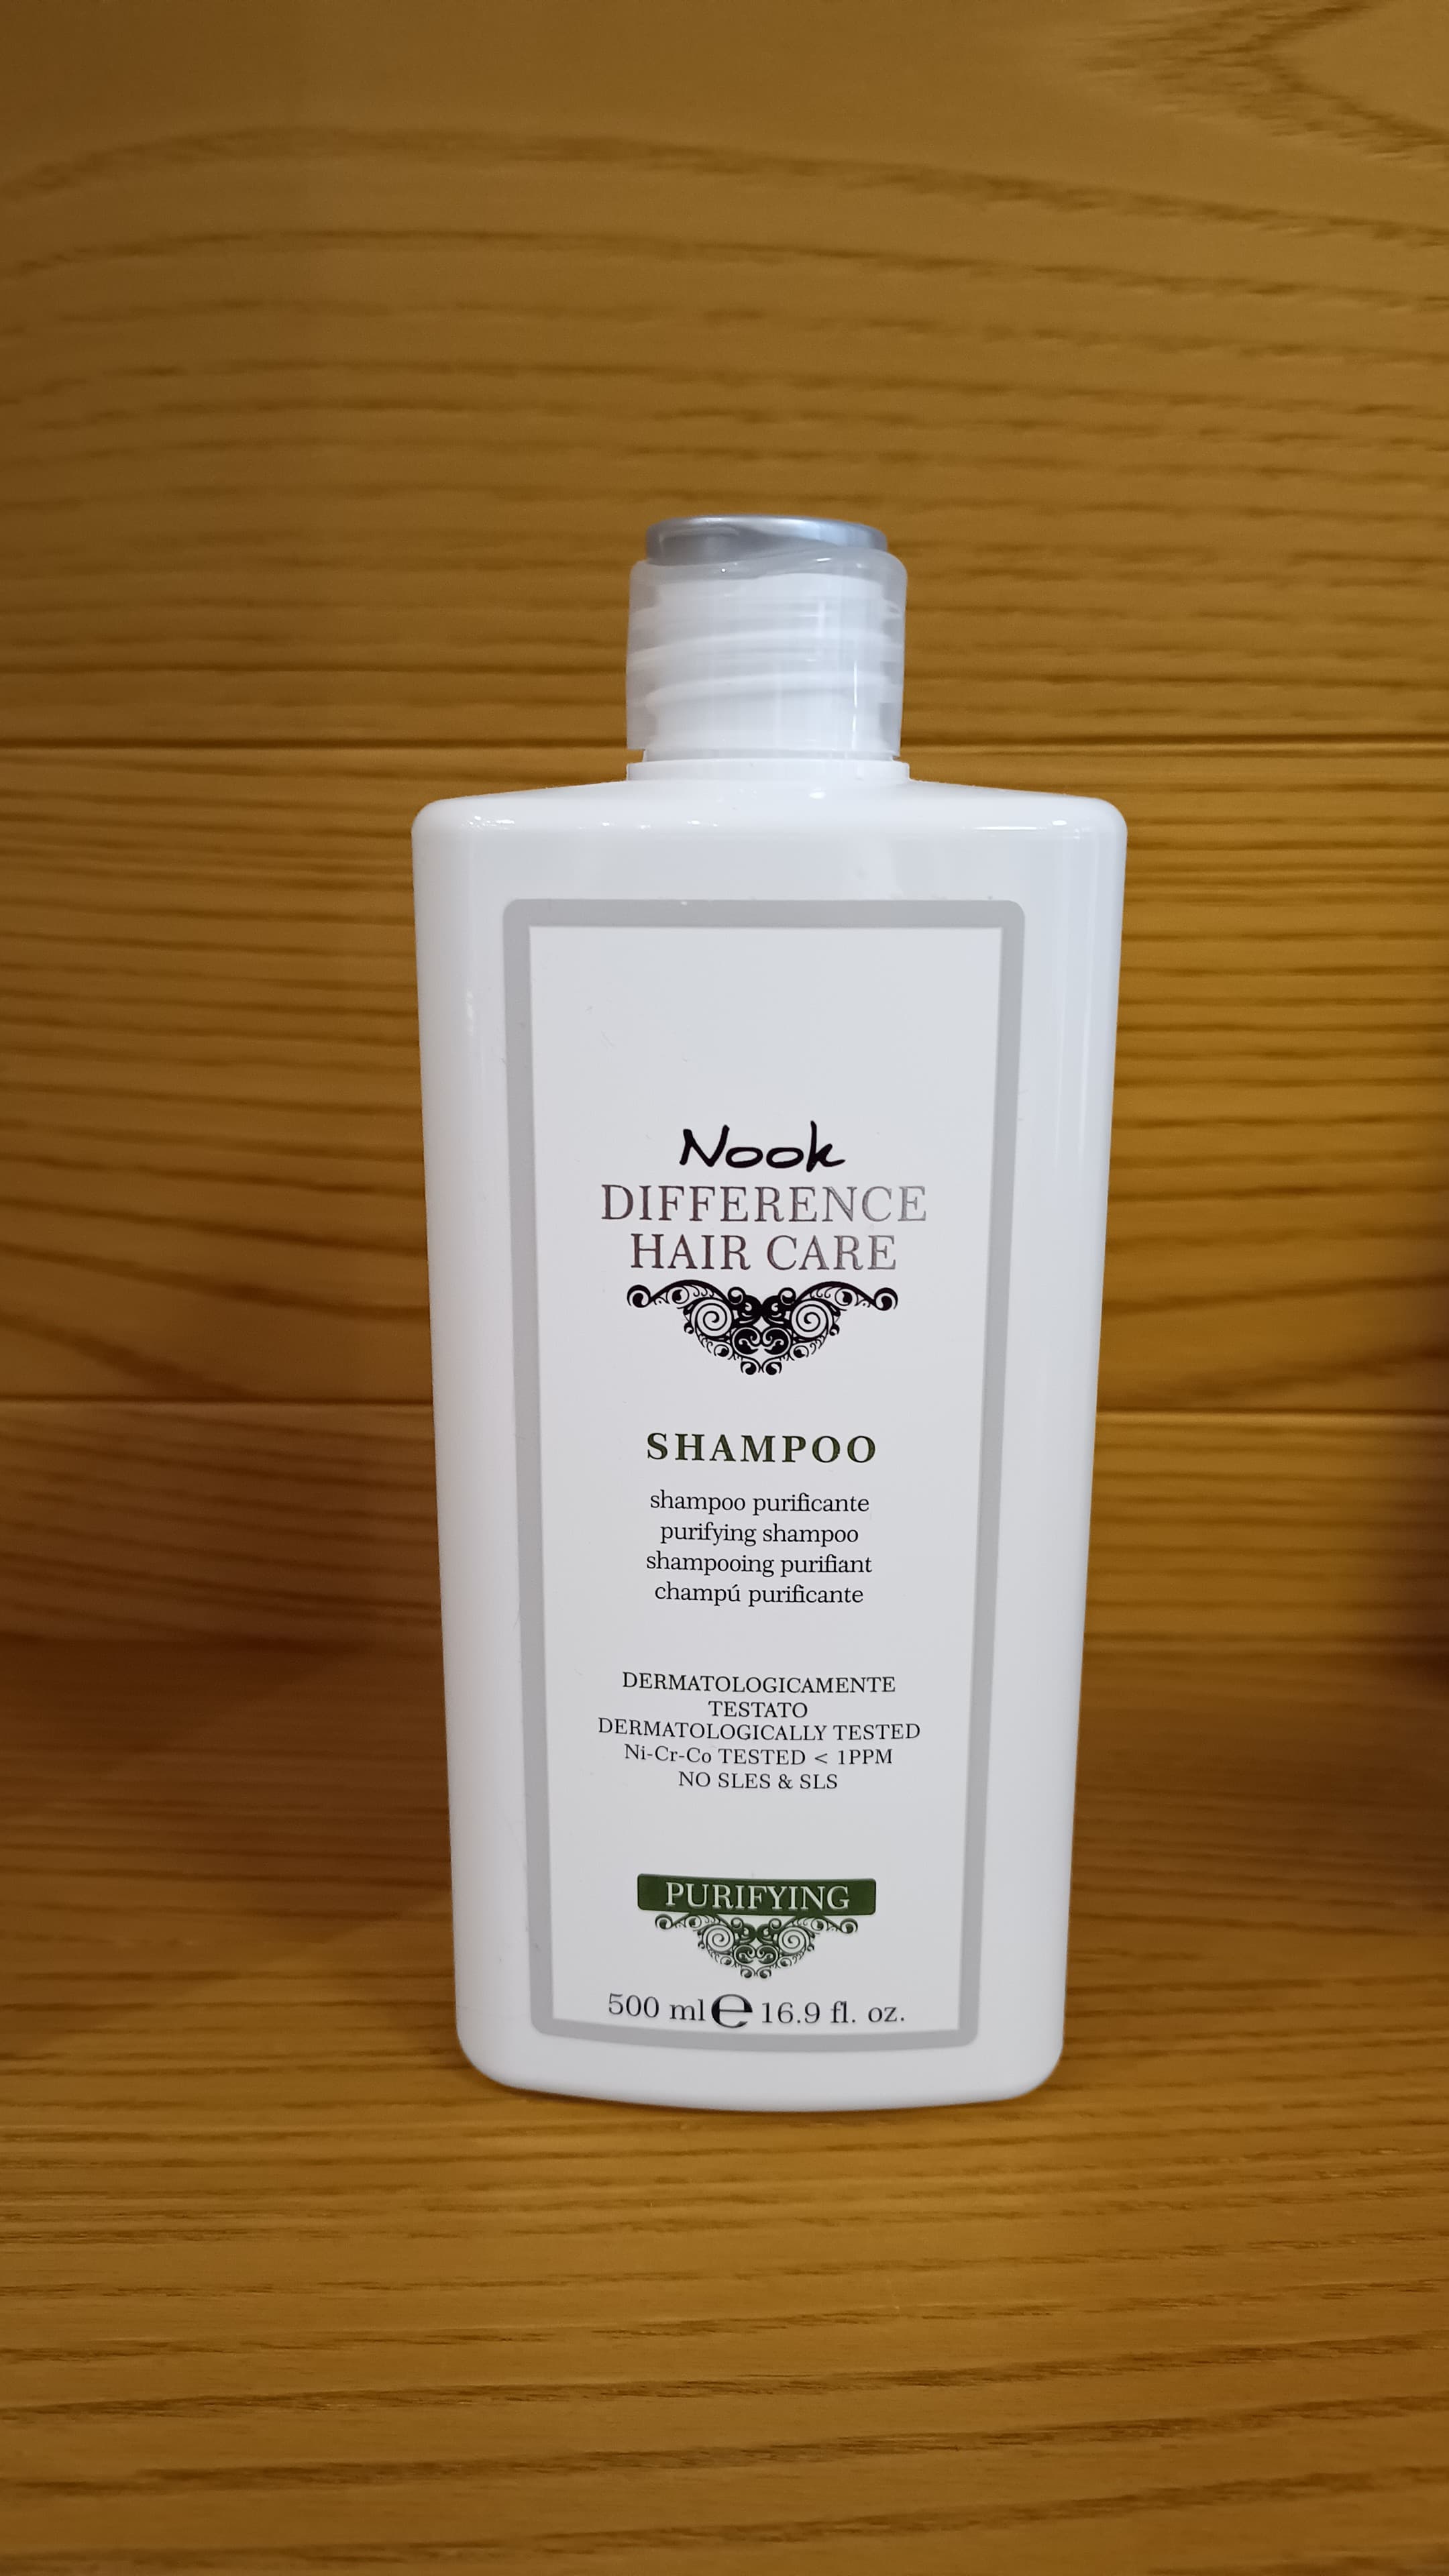 Nook
DIFFERENCE
HAIR CARE
SHAMPOO
shampoo purificante
purifying shampoo
shampooing purifiant
champú purificante
DERMATOLOGICAMENTE
TESTATO
DERMATOLOGICALLY TESTED
Ni-Cr-Co TESTED < 1PPM
NO SLES & SLS
PURIFYING
500 ml ℮ 16.9 fl. oz.